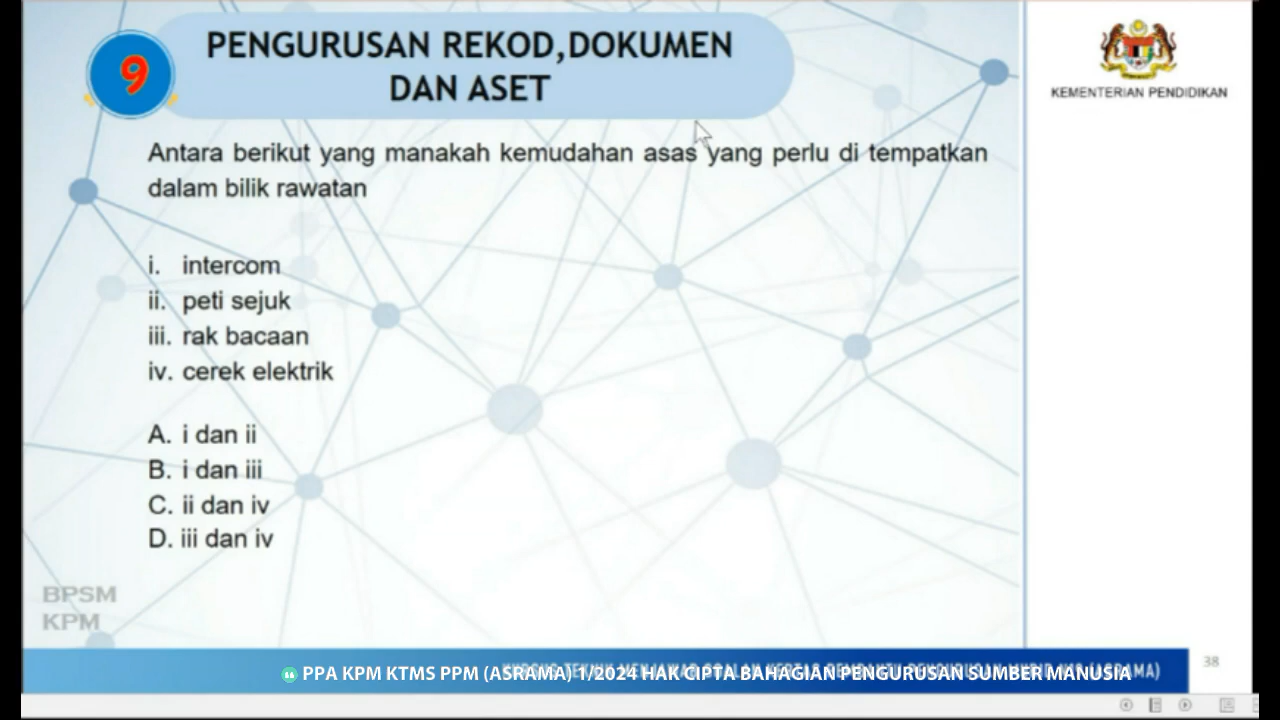 9
PENGURUSAN REKOD,DOKUMEN
DAN ASET
KEMENTERIAN PENDIDIKAN
Antara berikut yang manakah kemudahan asas yang perlu di tempatkan
dalam bilik rawatan
i. intercom
ii. peti sejuk
iii. rak bacaan
iv. cerek elektrik
A. i dan ii
B. i dan iii
C. ii dan iv
D. iii dan iv
BPSM
KPM
PPA KPM KTMS PPM (ASRAMA) 1/2024 HAK CIPTA BAHAGIAN PENGURUSAN SUMBER MANUSIA
38